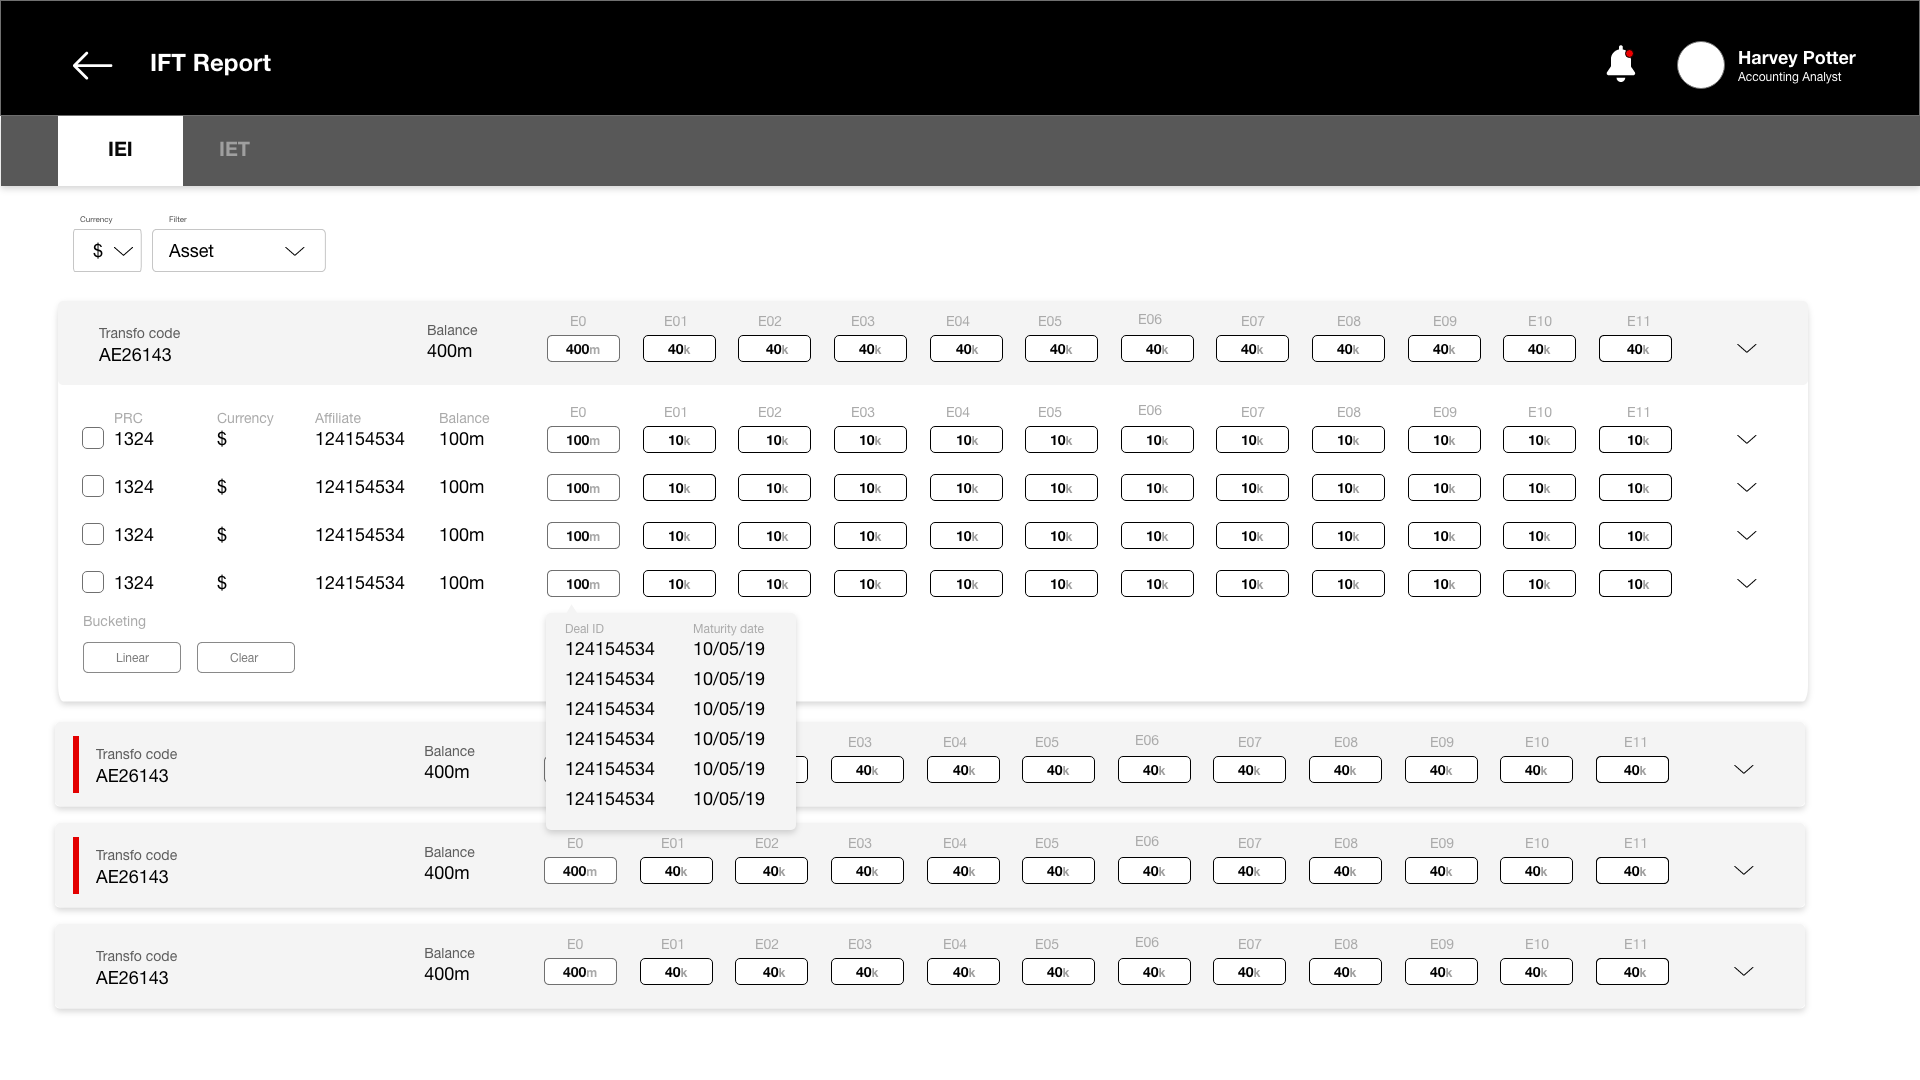 IFT Report
Harvey Potter
Accounting Analyst
IEI IET
Currency Filter
$ Asset
E0 E01 E02 E03 E04 E05 E06 E07 E08 E09 E10 E11
Transfo code Balance
AE26143 400m 400m 40k 40k 40k 40k 40k 40k 40k 40k 40k 40k 40k
PRC Currency Affiliate Balance E0 E01 E02 E03 E04 E05 E06 E07 E08 E09 E10 E11
1324 $ 124154534 100m 100m 10k 10k 10k 10k 10k 10k 10k 10k 10k 10k 10k
1324 $ 124154534 100m 100m 10k 10k 10k 10k 10k 10k 10k 10k 10k 10k 10k
1324 $ 124154534 100m 100m 10k 10k 10k 10k 10k 10k 10k 10k 10k 10k 10k
1324 $ 124154534 100m 100m 10k 10k 10k 10k 10k 10k 10k 10k 10k 10k 10k
Bucketing
Linear Clear
Deal ID Maturity date
124154534 10/05/19
124154534 10/05/19
124154534 10/05/19
124154534 10/05/19
124154534 10/05/19
124154534 10/05/19
E03 E04 E05 E06 E07 E08 E09 E10 E11
Transfo code Balance
AE26143 400m 40k 40k 40k 40k 40k 40k 40k 40k 40k
E0 E01 E02 E03 E04 E05 E06 E07 E08 E09 E10 E11
Transfo code Balance
AE26143 400m 400m 40k 40k 40k 40k 40k 40k 40k 40k 40k 40k 40k
E0 E01 E02 E03 E04 E05 E06 E07 E08 E09 E10 E11
Transfo code Balance
AE26143 400m 400m 40k 40k 40k 40k 40k 40k 40k 40k 40k 40k 40k